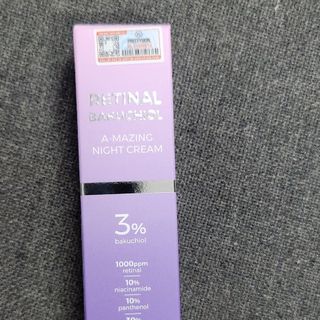 RETINAL
BAKUCHIOL
A-MAZING
NIGHT CREAM
3%
bakuchiol
1000ppm
retinal
10%
niacinamide
10%
panthenol